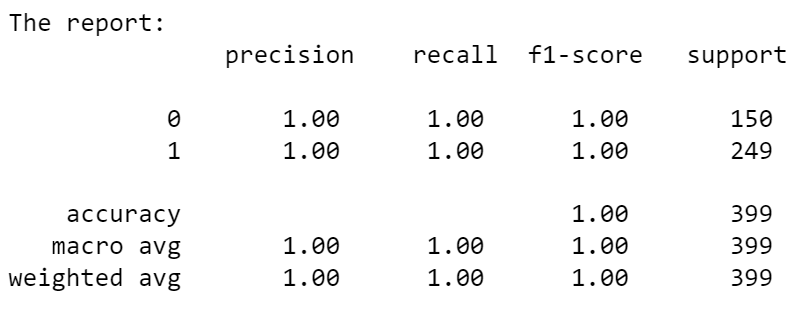 The report:
precision recall f1-score support
0 1.00 1.00 1.00 150
1 1.00 1.00 1.00 249
accuracy 1.00 399
macro avg 1.00 1.00 1.00 399
weighted avg 1.00 1.00 1.00 399